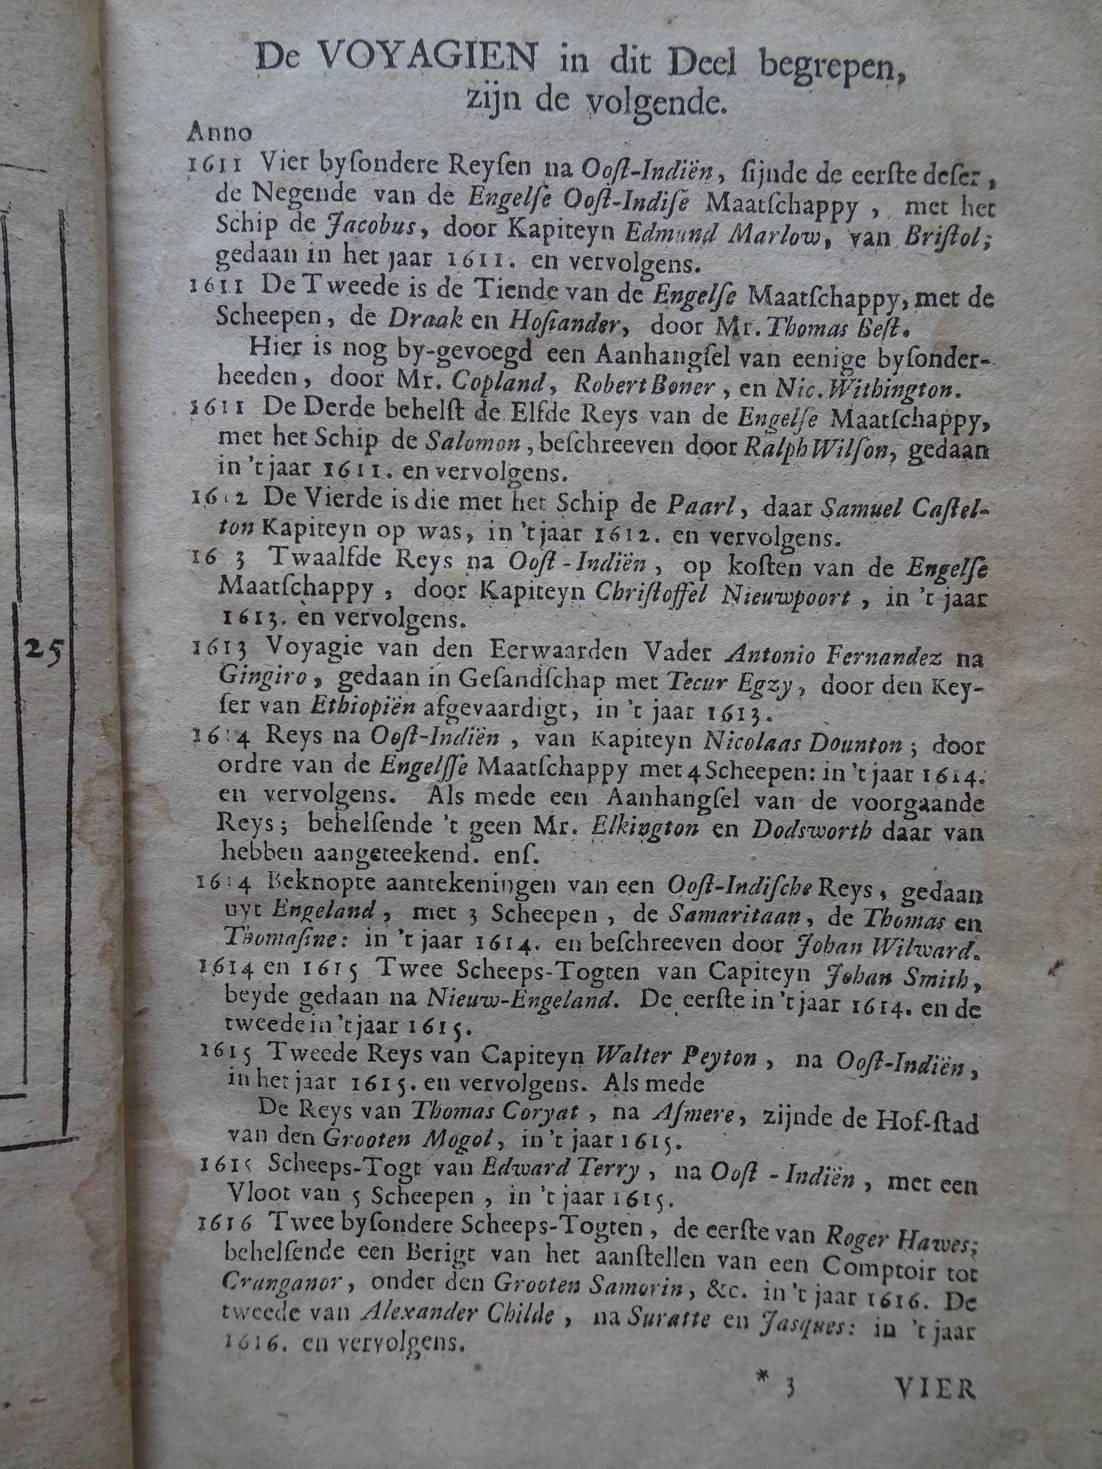 De VOYAGIEN in dit Deel begrepen,
zijn de volgende.
Anno
1611 Vier byſondere Reyſen na Ooſt-Indiën, ſijnde de eerſte deſer,
de Negende van de Engelſe Ooſt-Indiſe Maatſchappy, met het
Schip de Jacobus, door Kapiteyn Edmund Marlow, van Briſtol;
gedaan in het jaar 1611. en vervolgens.
1611 De Tweede is de Tiende van de Engelſe Maatſchappy, met de
Scheepen, de Draak en Hoſiander, door Mr. Thomas Beſt.
Hier is nog by-gevoegd een Aanhangſel van eenige byſonder-
heeden, door Mr. Copland, Robert Boner, en Nic. Withington.
1611 De Derde behelſt de Elfde Reys van de Engelſe Maatſchappy,
met het Schip de Salomon, beſchreeven door Ralph Wilſon, gedaan
in 't jaar 1611. en vervolgens.
1612 De Vierde is die met het Schip de Paarl, daar Samuel Caſtel-
ton Kapiteyn op was, in 't jaar 1612. en vervolgens.
16 3 Twaalfde Reys na Ooſt-Indiën, op koſten van de Engelſe
Maatſchappy, door Kapiteyn Chriſtoffel Nieuwpoort, in 't jaar
1613. en vervolgens.
1613 Voyagie van den Eerwaarden Vader Antonio Fernandez na
Gingiro, gedaan in Geſandſchap met Tecur Egzy, door den Key-
ſer van Ethiopiën afgevaardigt, in 't jaar 1613.
1614 Reys na Ooſt-Indiën, van Kapiteyn Nicolaas Dounton; door
ordre van de Engelſſe Maatſchappy met 4 Scheepen: in 't jaar 1614.
en vervolgens. Als mede een Aanhangſel van de voorgaande
Reys; behelſende 't geen Mr. Elkington en Dodsworth daar van
hebben aangeteekend. enſ.
1614 Beknopte aantekeningen van een Ooſt-Indiſche Reys, gedaan
uyt Engeland, met 3 Scheepen, de Samaritaan, de Thomas en
Thomaſine: in 't jaar 1614. en beſchreeven door Johan Wilward.
1614 en 1615 Twee Scheeps-Togten van Capiteyn Johan Smith,
beyde gedaan na Nieuw-Engeland. De eerſte in 't jaar 1614. en de
tweede in 't jaar 1615.
1615 Tweede Reys van Capiteyn Walter Peyton, na Ooſt-Indiën,
in het jaar 1615. en vervolgens. Als mede
De Reys van Thomas Coryat, na Aſmere, zijnde de Hof-ſtad
van den Grooten Mogol, in 't jaar 1615.
1615 Scheeps-Togt van Edward Terry, na Ooſt-Indiën, met een
Vloot van 5 Scheepen, in 't jaar 1615.
1616 Twee byſondere Scheeps-Togten, de eerſte van Roger Hawes;
behelſende een Berigt van het aanſtellen van een Comptoir tot
Cranganor, onder den Grooten Samorin, &c. in 't jaar 1616. De
tweede van Alexander Childe, na Suratte en Jasques: in 't jaar
1616. en vervolgens.
* 3 VIER
25